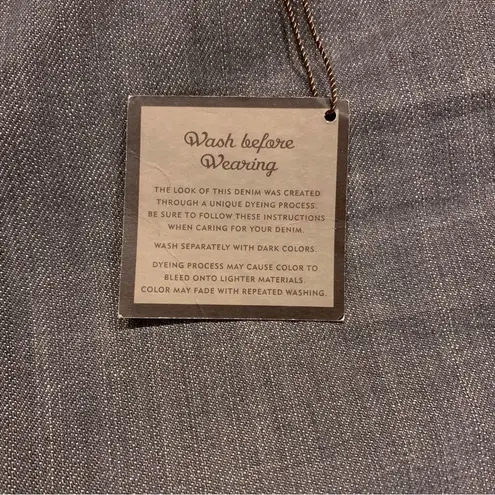 Wash before
Wearing
THE LOOK OF THIS DENIM WAS CREATED
THROUGH A UNIQUE DYEING PROCESS.
BE SURE TO FOLLOW THESE INSTRUCTIONS
WHEN CARING FOR YOUR DENIM.
WASH SEPARATELY WITH DARK COLORS.
DYEING PROCESS MAY CAUSE COLOR TO
BLEED ONTO LIGHTER MATERIALS.
COLOR MAY FADE WITH REPEATED WASHING.